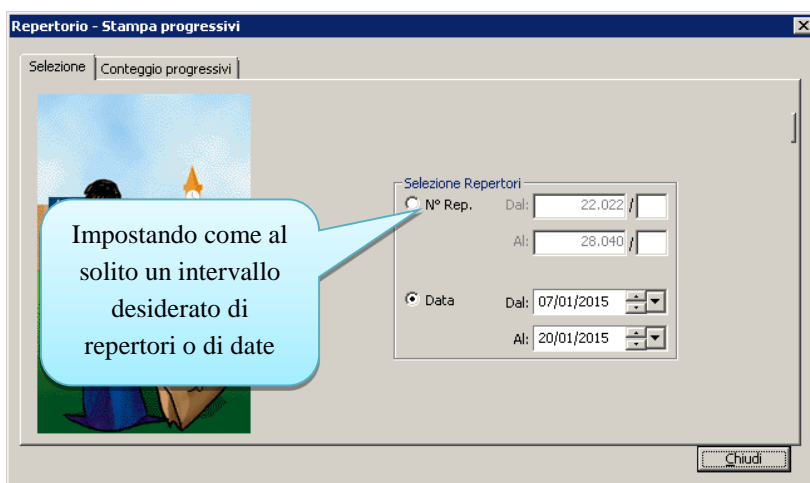 Repertorio - Stampa progressivi
Selezione
Conteggio progressivi
Selezione Repertori
N° Rep.
Dal: 22.022 /
Al: 28.040 /
Data
Dal: 07/01/2015
Al: 20/01/2015
Impostando come al
solito un intervallo
desiderato di
repertori o di date
Chiudi